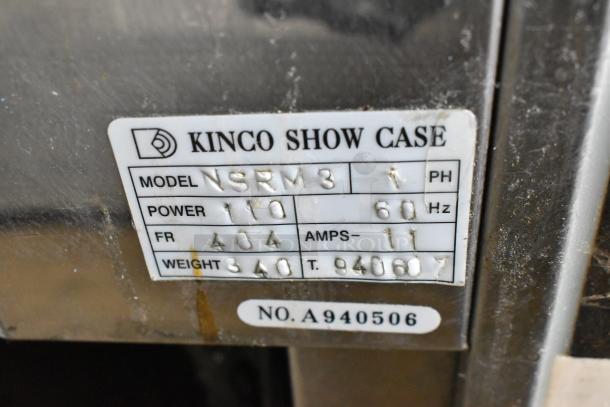 KINCO SHOW CASE
MODEL NSRM3 1 PH
POWER 110 60 Hz
FR 404 AMPS- 11
WEIGHT 340 T. 940607
NO. A940506